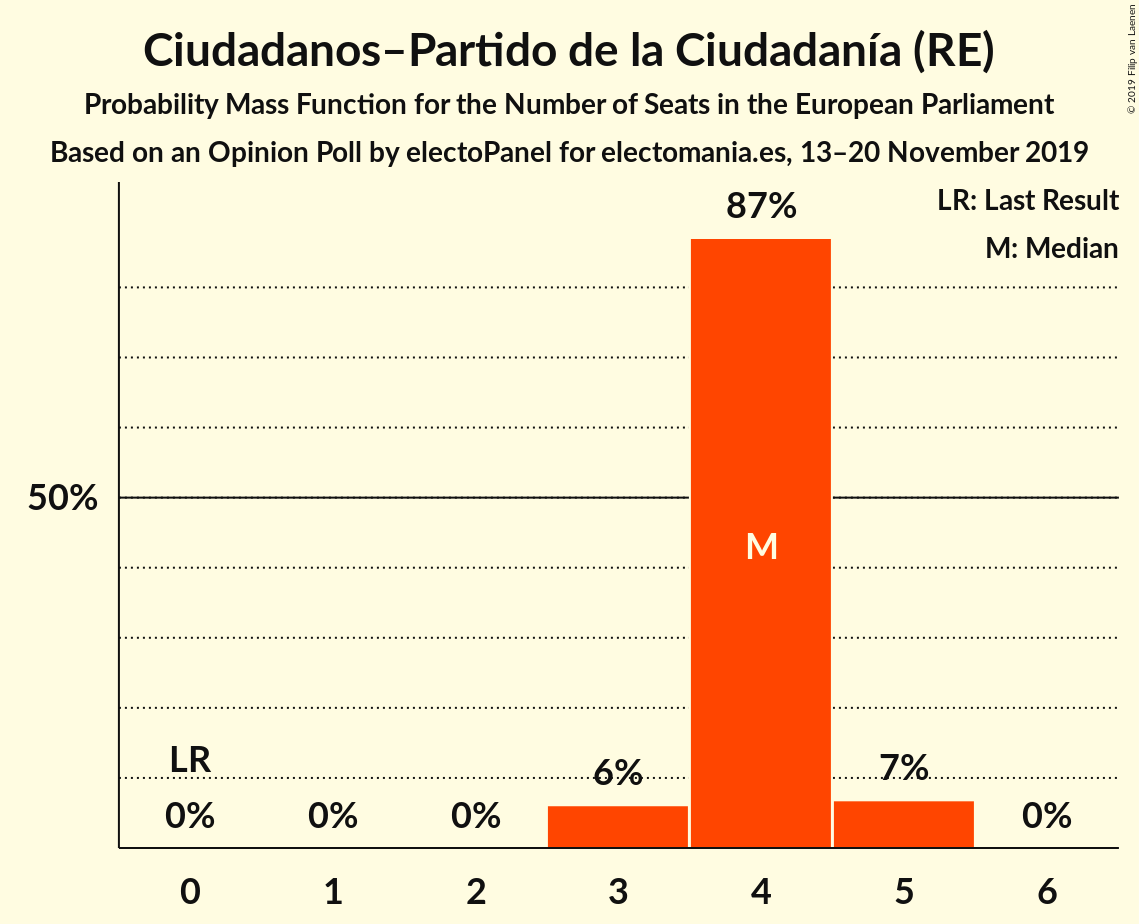 Ciudadanos–Partido de la Ciudadanía (RE)
Probability Mass Function for the Number of Seats in the European Parliament
Based on an Opinion Poll by electoPanel for electomania.es, 13–20 November 2019
© 2019 Filip van Laenen
LR: Last Result
M: Median
87%
50%
M
LR
6%
7%
0% 0% 0% 0%
0 1 2 3 4 5 6